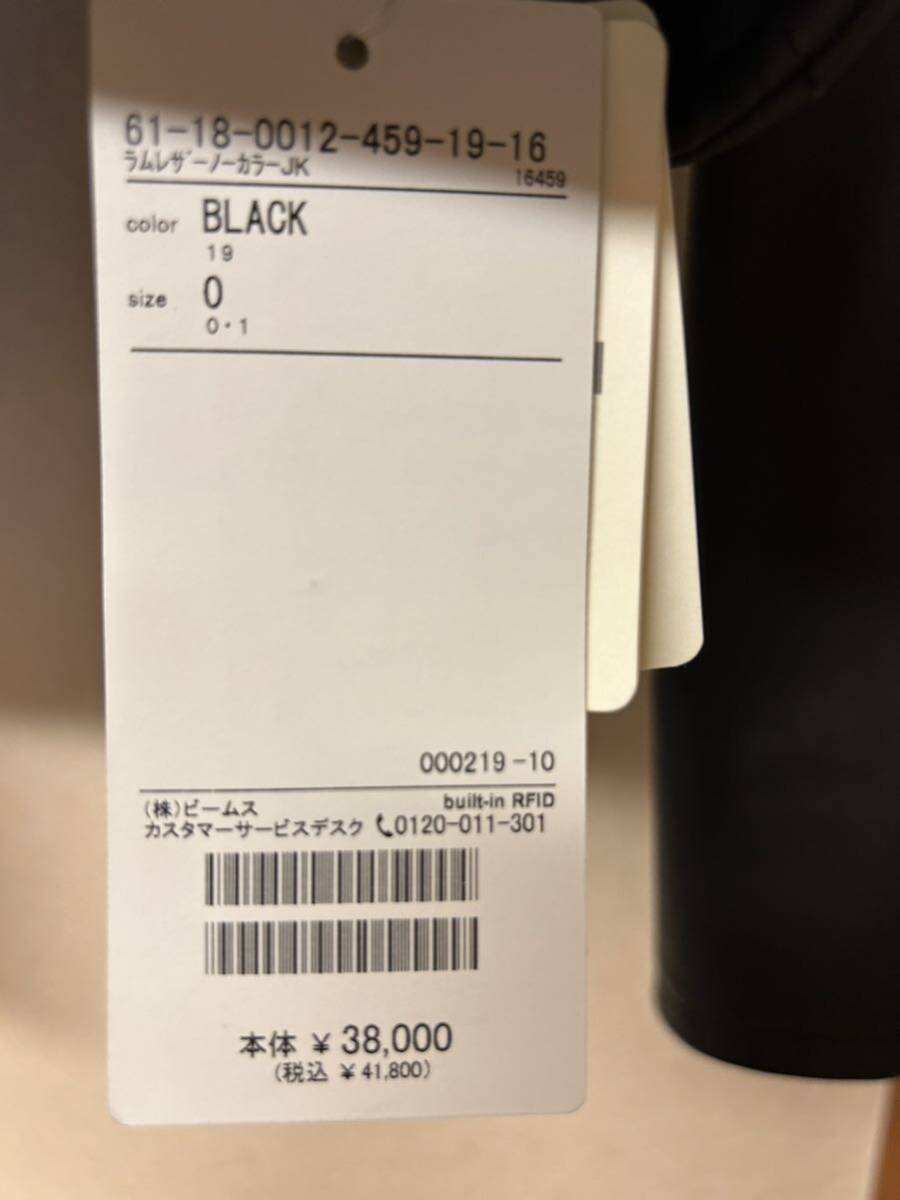 61-18-0012-459-19-16
ラムレザーノーカラーJK 16459
color BLACK
19
size 0
0・1
000219-10
(株)ビームス built-in RFID
カスタマーサービスデスク 0120-011-301
本体 ¥ 38,000
(税込 ¥ 41,800)